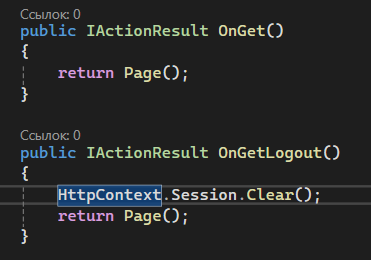 Ссылок: 0
public IActionResult OnGet()
{
    return Page();
}
Ссылок: 0
public IActionResult OnGetLogout()
{
    HttpContext.Session.Clear();
    return Page();
}